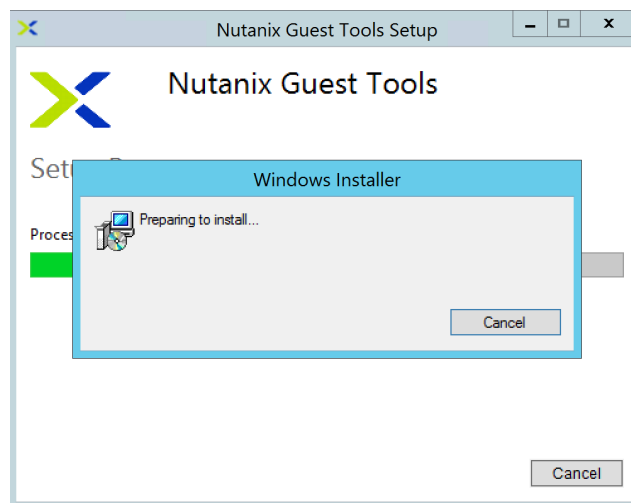 Nutanix Guest Tools Setup
Nutanix Guest Tools
Windows Installer
Preparing to install...
Cancel
Cancel